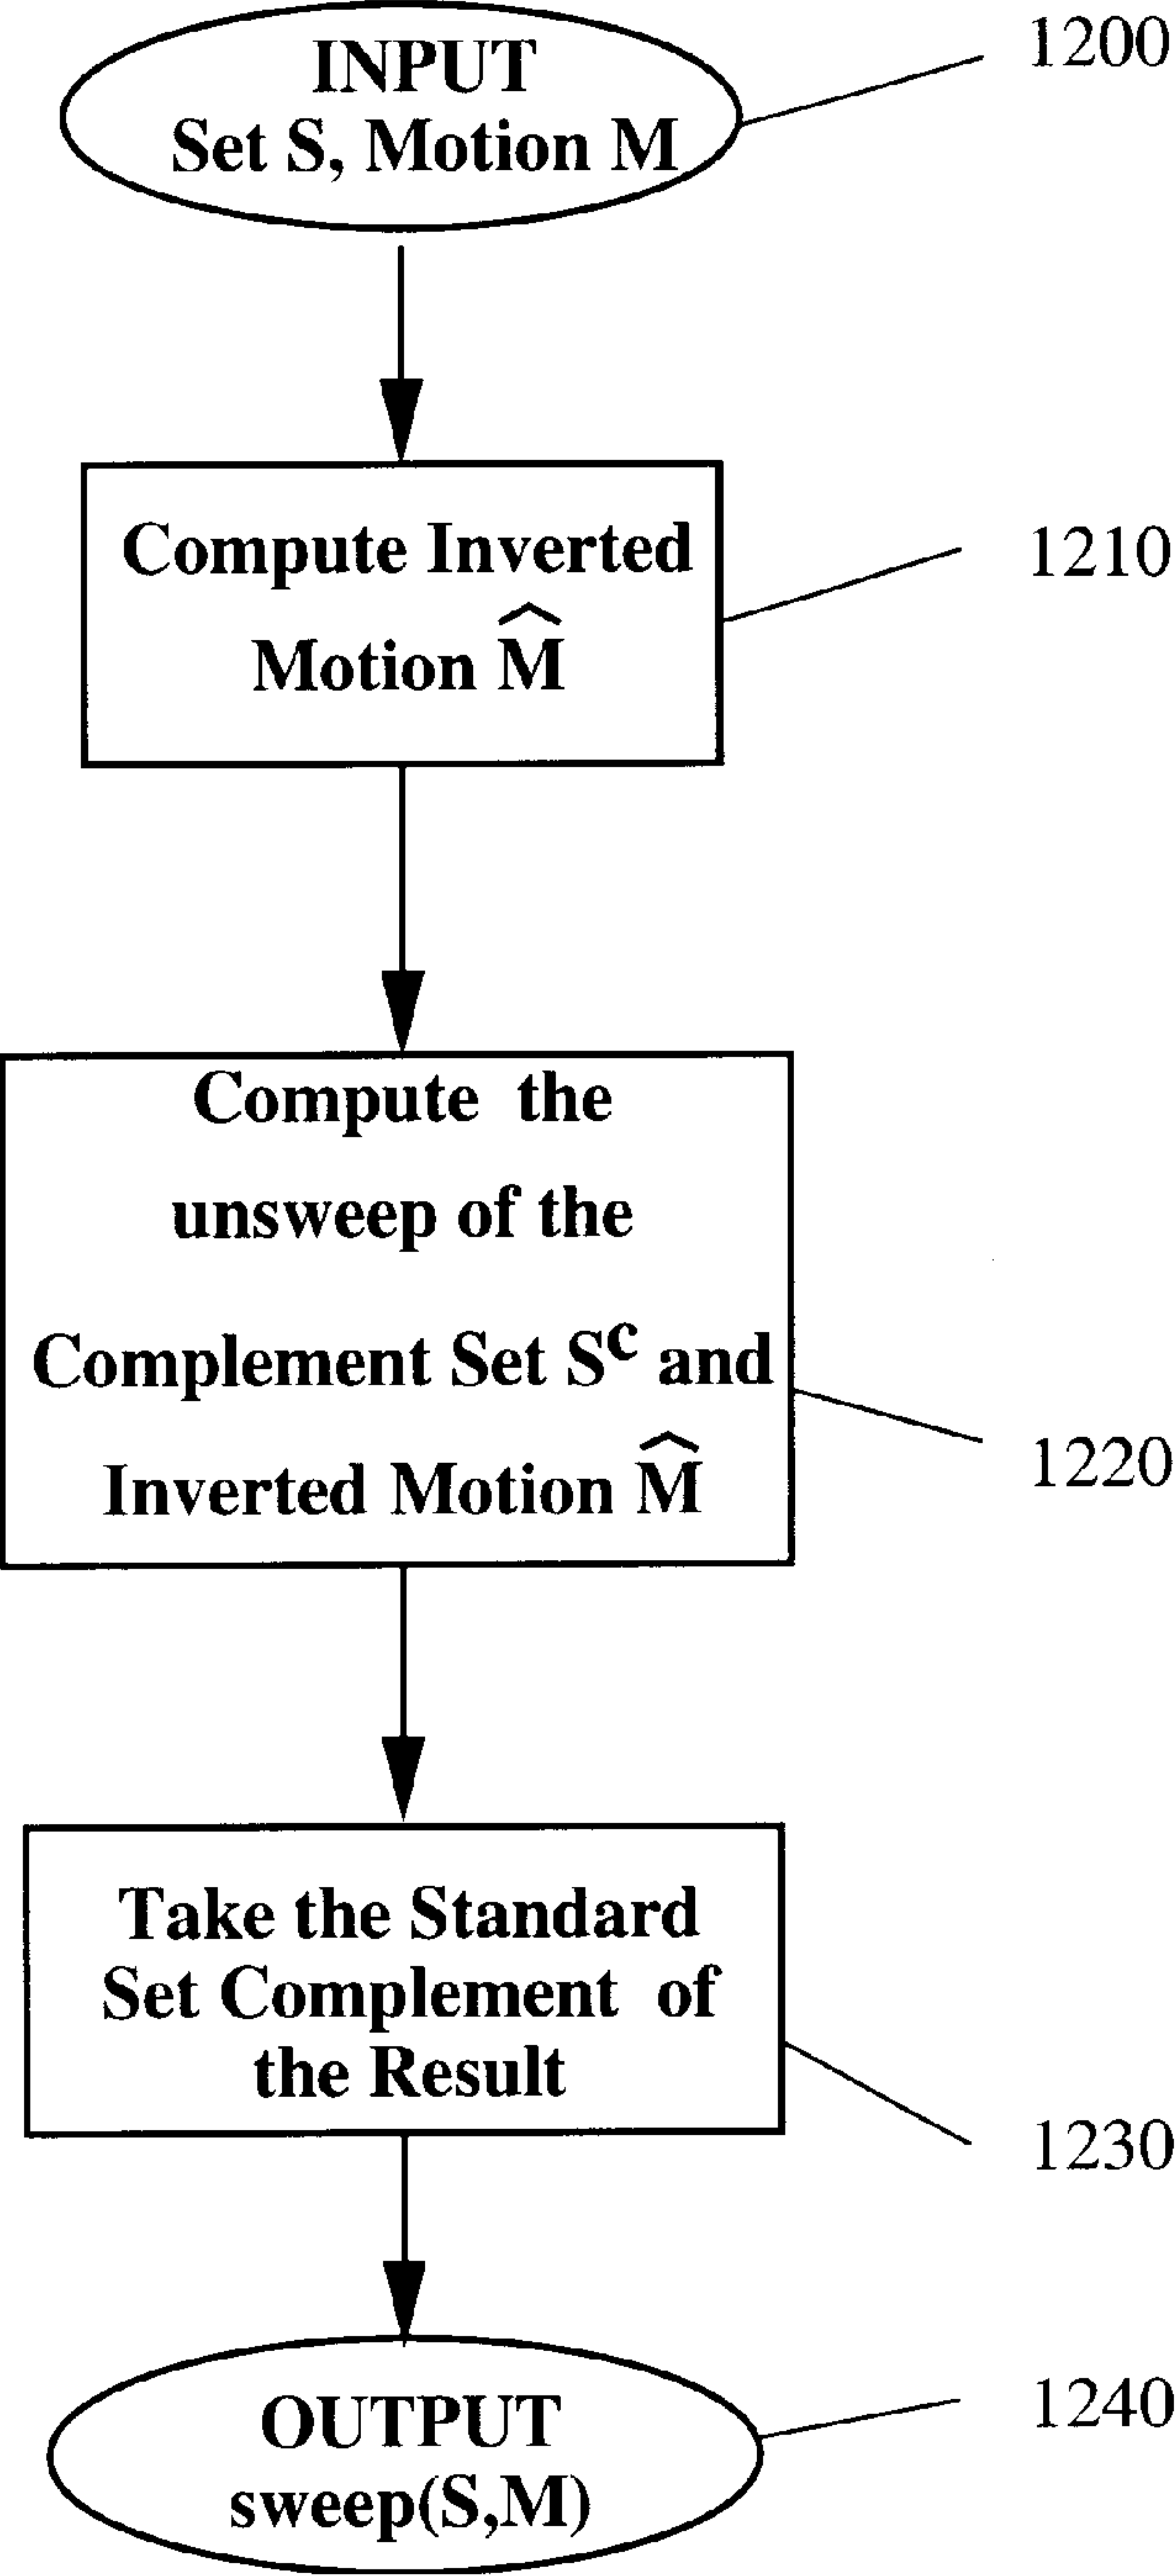 INPUT
Set S, Motion M
1200
Compute Inverted
Motion M̂
1210
Compute the
unsweep of the
Complement Set Sᶜ and
Inverted Motion M̂
1220
Take the Standard
Set Complement of
the Result
1230
OUTPUT
sweep(S,M)
1240